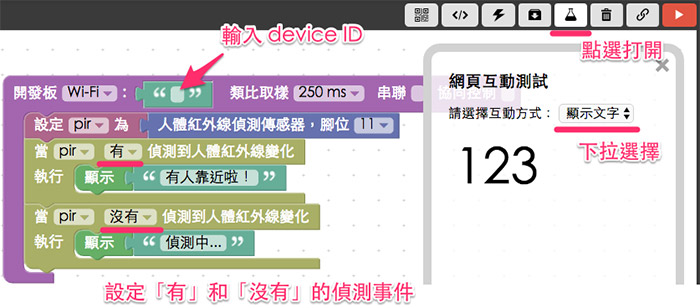 </>
輸入 device ID
點選打開
開發板 Wi-Fi : “ ” 類比取樣 250 ms 串聯
設定 pir 為 人體紅外線偵測傳感器，腳位 11
當 pir 有 偵測到人體紅外線變化
執行 顯示 “ 有人靠近啦！ ”
當 pir 沒有 偵測到人體紅外線變化
執行 顯示 “ 偵測中... ”
設定「有」和「沒有」的偵測事件
網頁互動測試
請選擇互動方式： 顯示文字
下拉選擇
123